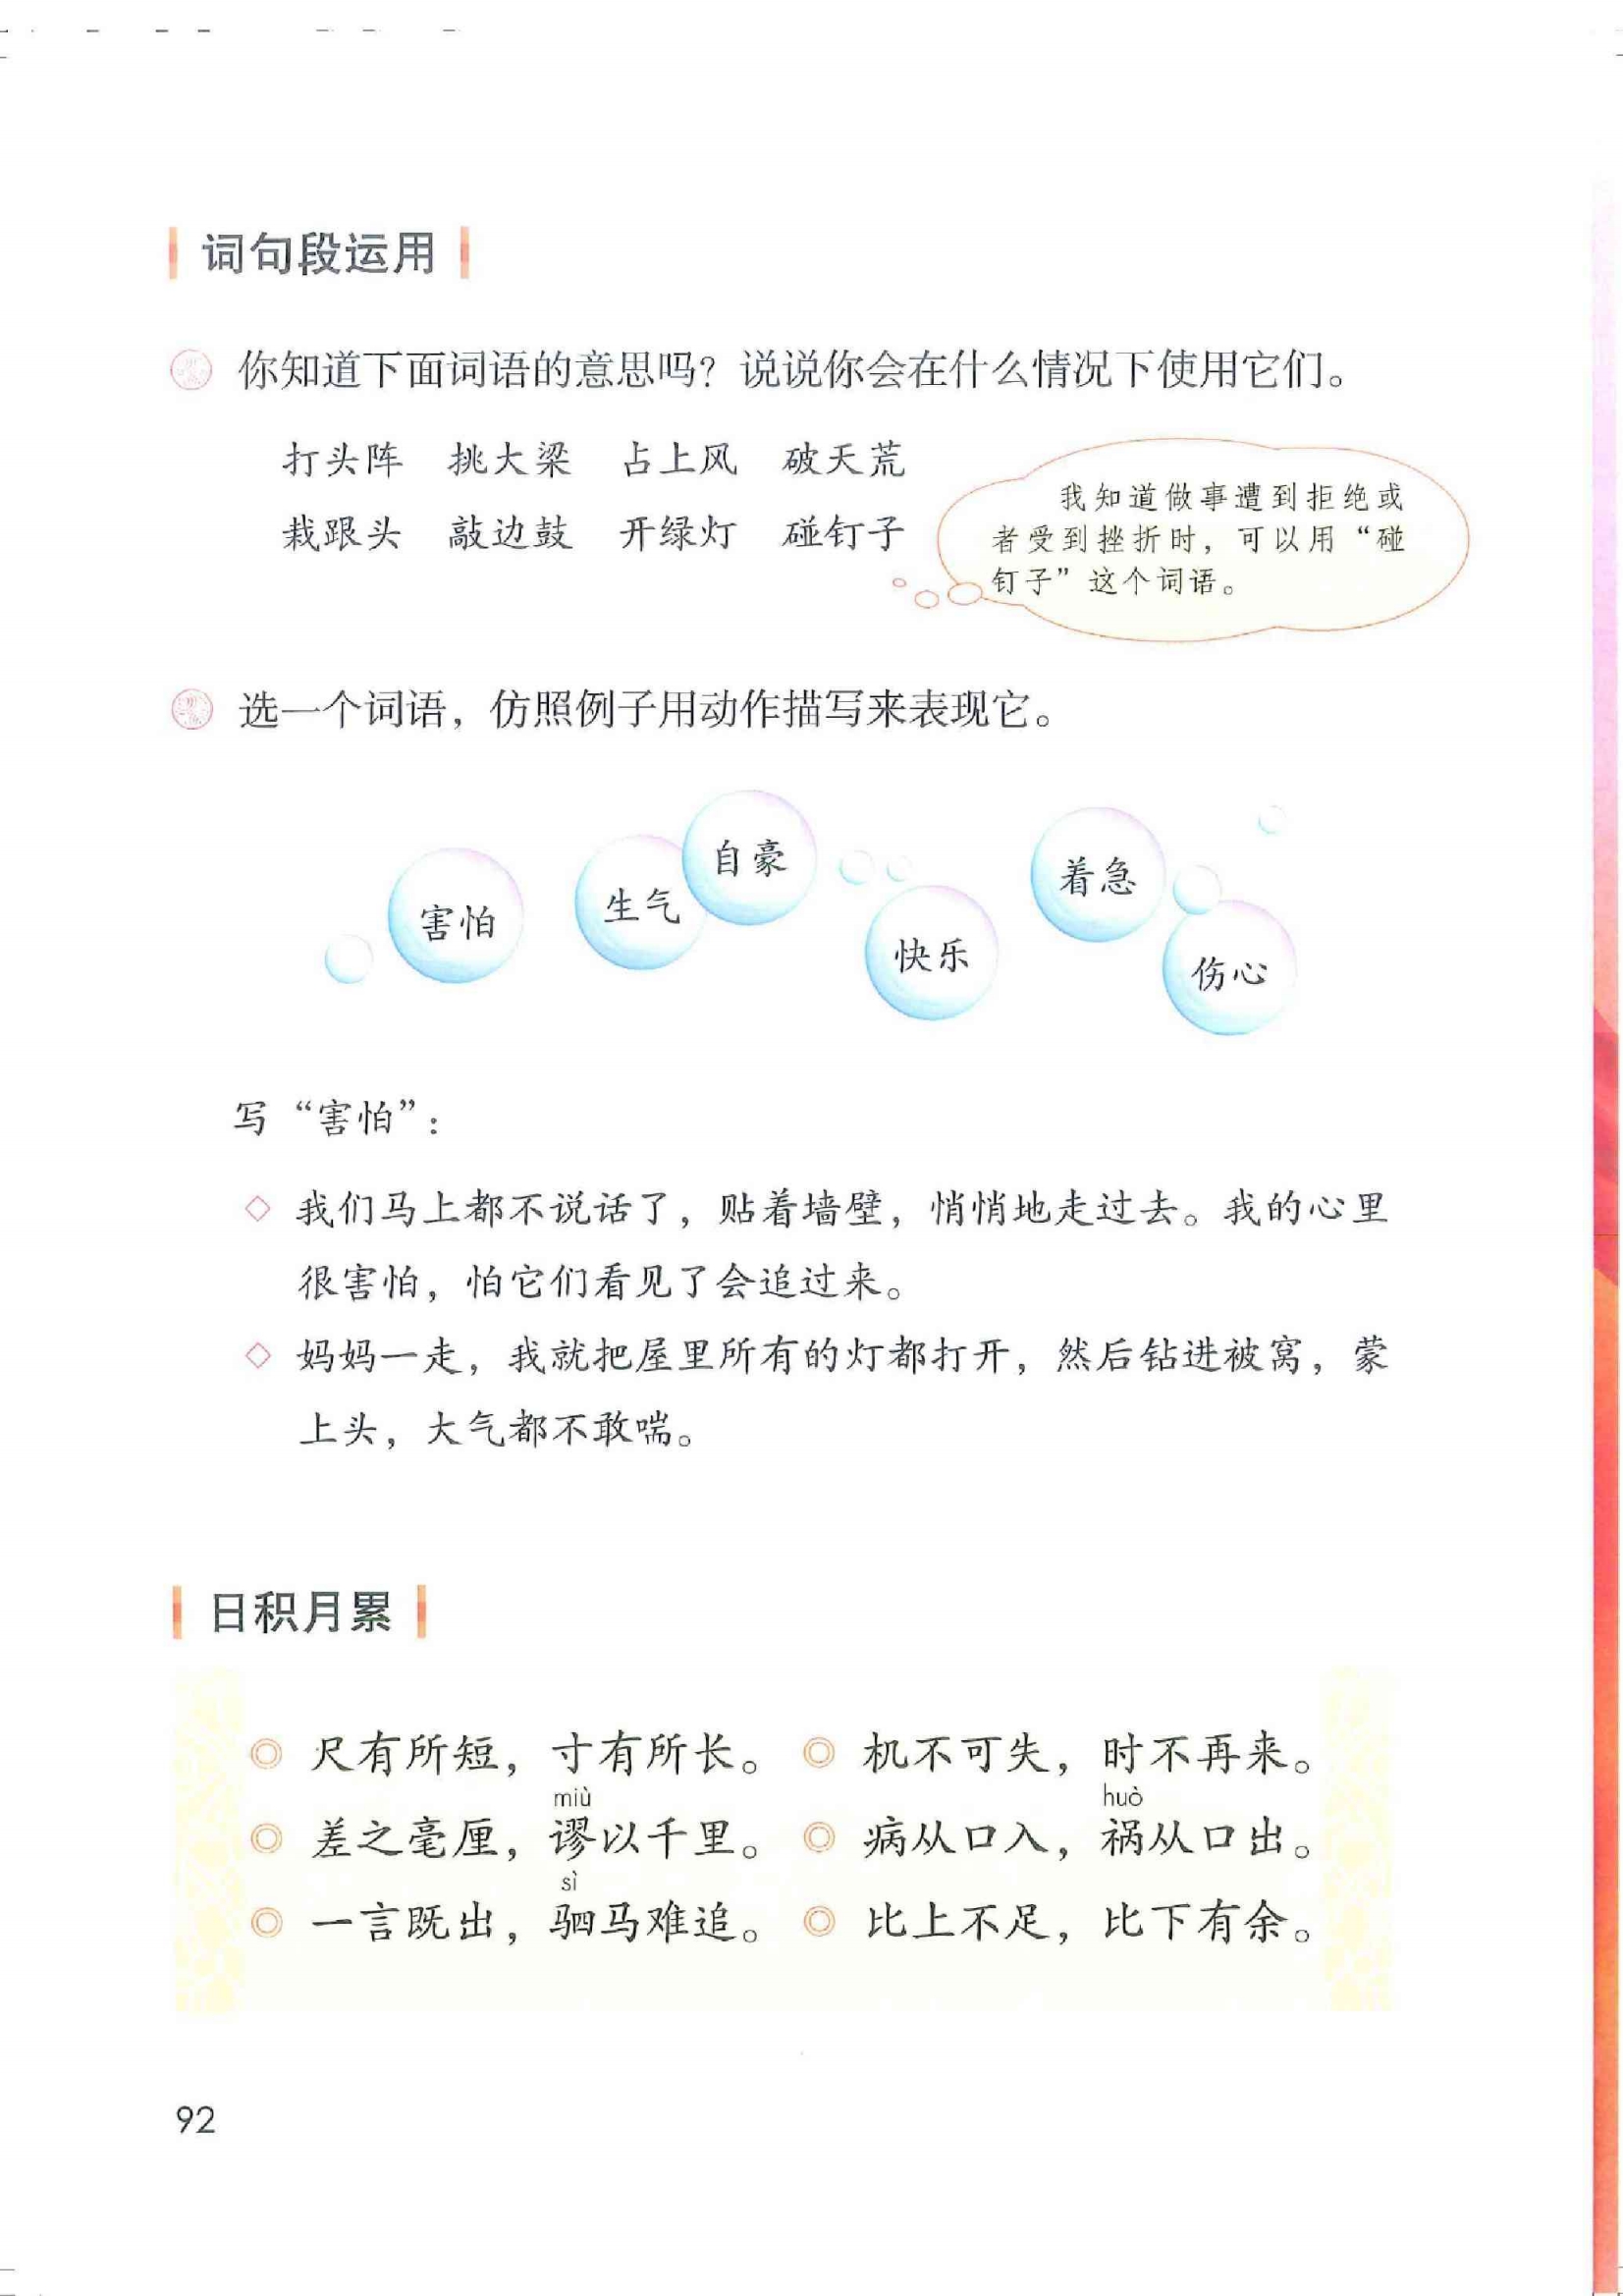 词句段运用
你知道下面词语的意思吗？说说你会在什么情况下使用它们。
打头阵 挑大梁 占上风 破天荒
栽跟头 敲边鼓 开绿灯 碰钉子
我知道做事遭到拒绝或
者受到挫折时，可以用“碰
钉子”这个词语。
选一个词语，仿照例子用动作描写来表现它。
害怕 生气 自豪 快乐 着急 伤心
写“害怕”：
◇ 我们马上都不说话了，贴着墙壁，悄悄地走过去。我的心里
很害怕，怕它们看见了会追过来。
◇ 妈妈一走，我就把屋里所有的灯都打开，然后钻进被窝，蒙
上头，大气都不敢喘。
日积月累
◎ 尺有所短，寸有所长。 ◎ 机不可失，时不再来。
miù huò
◎ 差之毫厘，谬以千里。 ◎ 病从口入，祸从口出。
sì
◎ 一言既出，驷马难追。 ◎ 比上不足，比下有余。
92